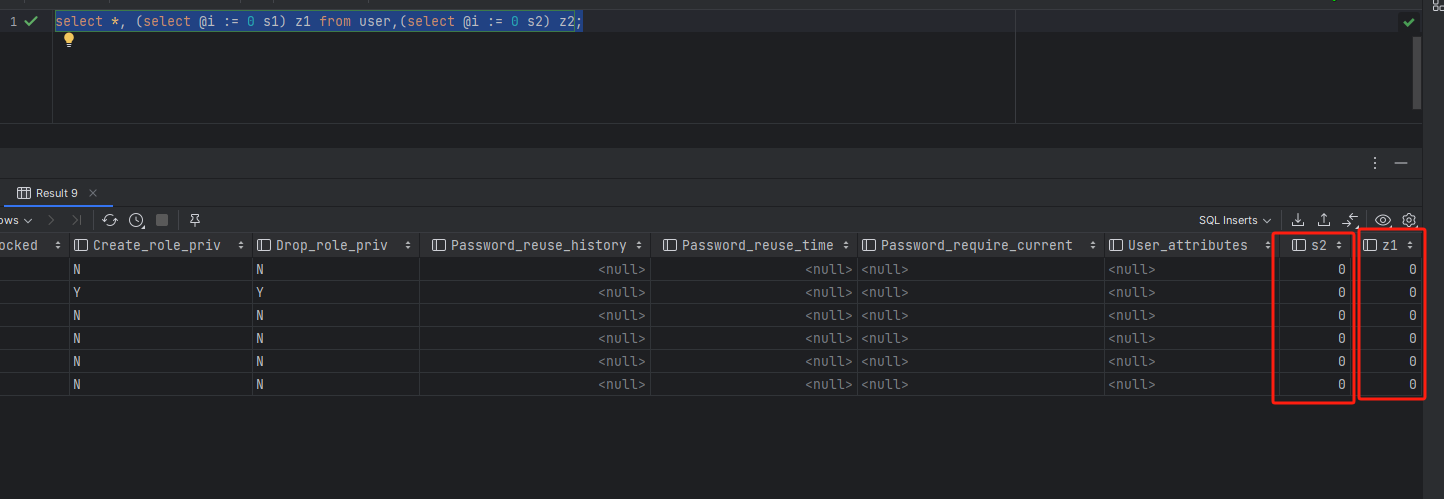 1 select *, (select @i := 0 s1) z1 from user,(select @i := 0 s2) z2;
Result 9
ows
SQL Inserts
ocked Create_role_priv Drop_role_priv Password_reuse_history Password_reuse_time Password_require_current User_attributes s2 z1
N N <null> <null> <null> <null> 0 0
Y Y <null> <null> <null> <null> 0 0
N N <null> <null> <null> <null> 0 0
N N <null> <null> <null> <null> 0 0
N N <null> <null> <null> <null> 0 0
N N <null> <null> <null> <null> 0 0